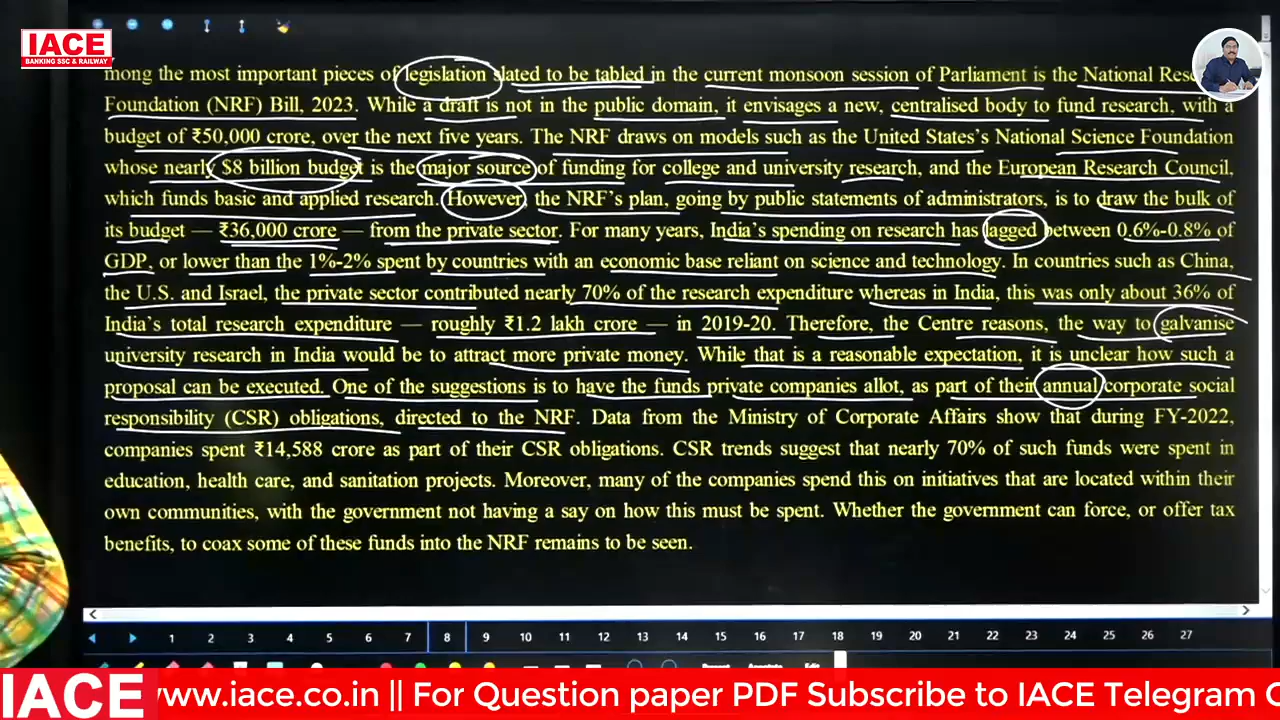 IACE
BANKING SSC & RAILWAY
mong the most important pieces of legislation slated to be tabled in the current monsoon session of Parliament is the National
Foundation (NRF) Bill, 2023. While a draft is not in the public domain, it envisages a new, centralised body to fund research, with a
budget of ₹50,000 crore, over the next five years. The NRF draws on models such as the United States's National Science Foundation
whose nearly $8 billion budget is the major source of funding for college and university research, and the European Research Council,
which funds basic and applied research. However, the NRF's plan, going by public statements of administrators, is to draw the bulk of
its budget — ₹36,000 crore — from the private sector. For many years, India's spending on research has lagged between 0.6%-0.8% of
GDP, or lower than the 1%-2% spent by countries with an economic base reliant on science and technology. In countries such as China,
the U.S. and Israel, the private sector contributed nearly 70% of the research expenditure whereas in India, this was only about 36% of
India's total research expenditure — roughly ₹1.2 lakh crore — in 2019-20. Therefore, the Centre reasons, the way to galvanise
university research in India would be to attract more private money. While that is a reasonable expectation, it is unclear how such a
proposal can be executed. One of the suggestions is to have the funds private companies allot, as part of their annual corporate social
responsibility (CSR) obligations, directed to the NRF. Data from the Ministry of Corporate Affairs show that during FY-2022,
companies spent ₹14,588 crore as part of their CSR obligations. CSR trends suggest that nearly 70% of such funds were spent in
education, health care, and sanitation projects. Moreover, many of the companies spend this on initiatives that are located within their
own communities, with the government not having a say on how this must be spent. Whether the government can force, or offer tax
benefits, to coax some of these funds into the NRF remains to be seen.
1 2 3 4 5 6 7 8 9 10 11 12 13 14 15 16 17 18 19 20 21 22 23 24 25 26 27
IACE www.iace.co.in || For Question paper PDF Subscribe to IACE Telegram